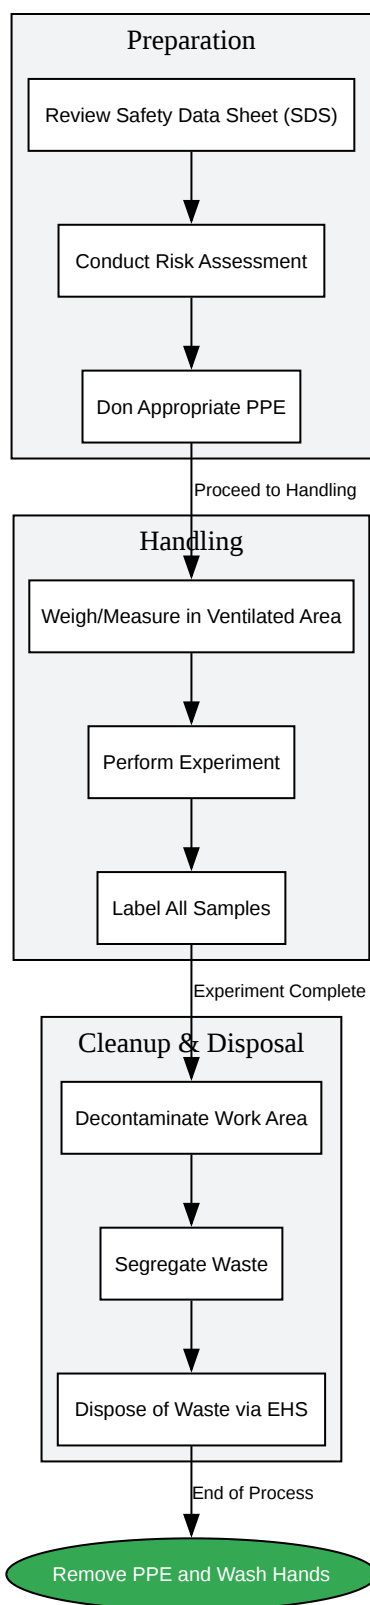 Preparation
Review Safety Data Sheet (SDS)
Conduct Risk Assessment
Don Appropriate PPE
Proceed to Handling
Handling
Weigh/Measure in Ventilated Area
Perform Experiment
Label All Samples
Experiment Complete
Cleanup & Disposal
Decontaminate Work Area
Segregate Waste
Dispose of Waste via EHS
End of Process
Remove PPE and Wash Hands